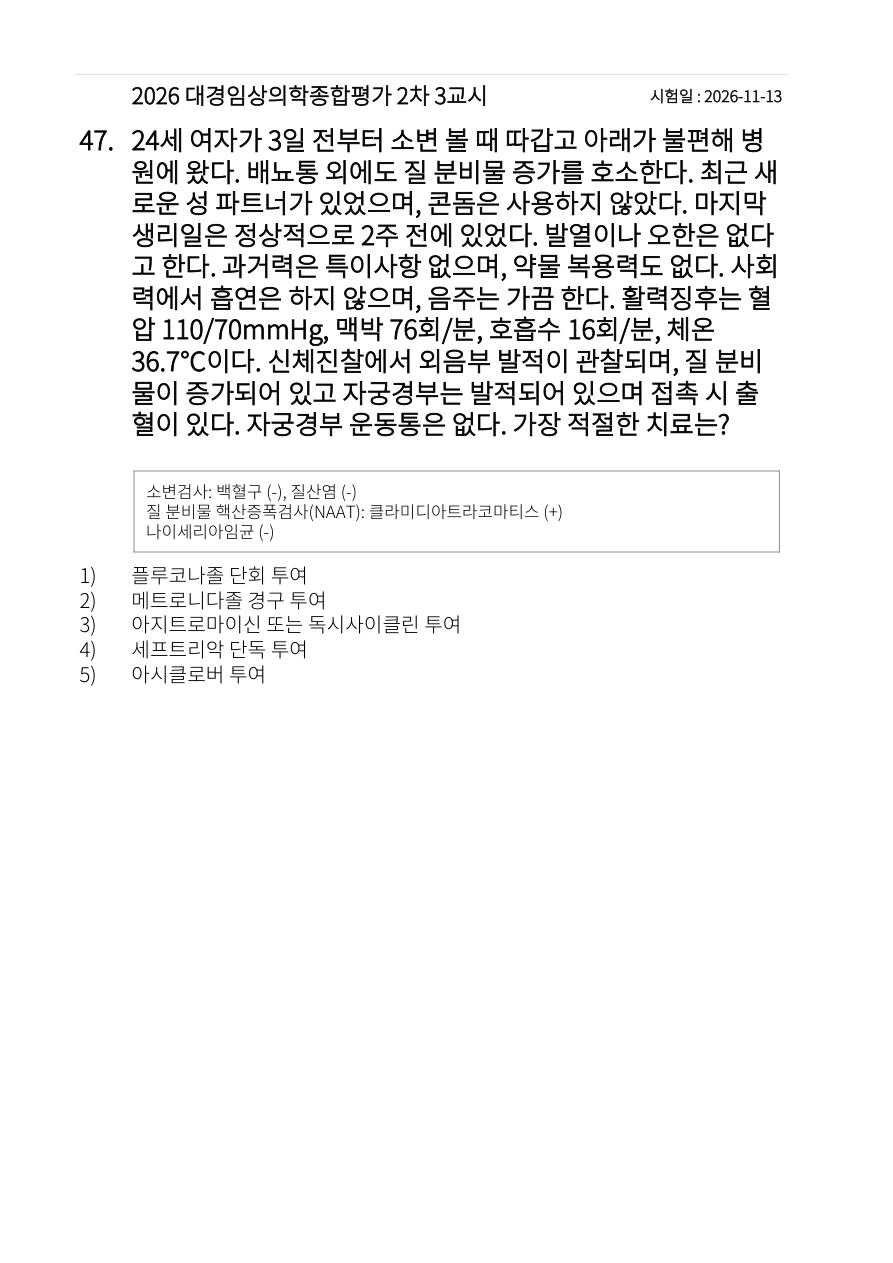 2026 대경임상의학종합평가 2차 3교시
시험일 : 2026-11-13
47. 24세 여자가 3일 전부터 소변 볼 때 따갑고 아래가 불편해 병
원에 왔다. 배뇨통 외에도 질 분비물 증가를 호소한다. 최근 새
로운 성 파트너가 있었으며, 콘돔은 사용하지 않았다. 마지막
생리일은 정상적으로 2주 전에 있었다. 발열이나 오한은 없다
고 한다. 과거력은 특이사항 없으며, 약물 복용력도 없다. 사회
력에서 흡연은 하지 않으며, 음주는 가끔 한다. 활력징후는 혈
압 110/70mmHg, 맥박 76회/분, 호흡수 16회/분, 체온
36.7°C이다. 신체진찰에서 외음부 발적이 관찰되며, 질 분비
물이 증가되어 있고 자궁경부는 발적되어 있으며 접촉 시 출
혈이 있다. 자궁경부 운동통은 없다. 가장 적절한 치료는?
소변검사: 백혈구 (-), 질산염 (-)
질 분비물 핵산증폭검사(NAAT): 클라미디아트라코마티스 (+)
나이세리아임균 (-)
1) 플루코나졸 단회 투여
2) 메트로니다졸 경구 투여
3) 아지트로마이신 또는 독시사이클린 투여
4) 세프트리악 단독 투여
5) 아시클로버 투여